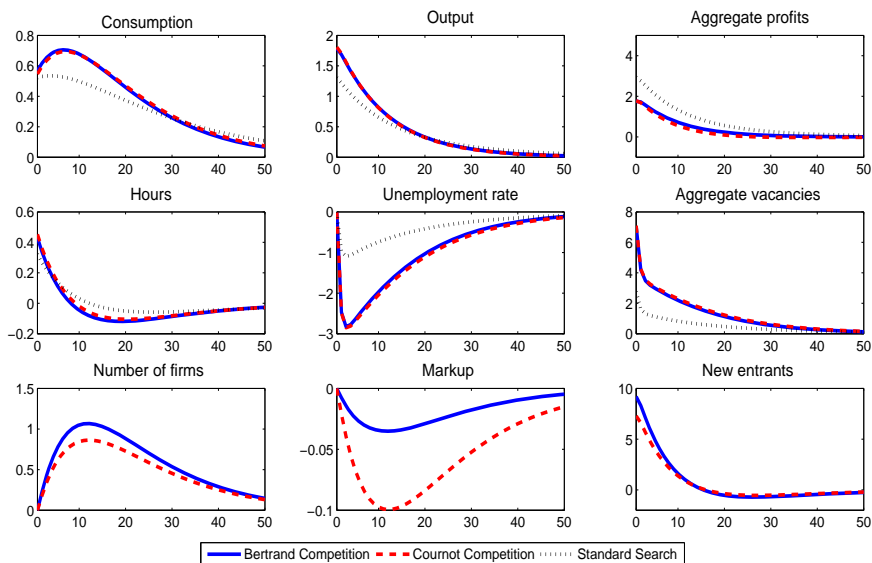 Consumption
Output
Aggregate profits
0.8
0.6
0.4
0.2
0
0 10 20 30 40 50
2
1.5
1
0.5
0
0 10 20 30 40 50
4
2
0
0 10 20 30 40 50
Hours
Unemployment rate
Aggregate vacancies
0.6
0.4
0.2
0
−0.2
0 10 20 30 40 50
0
−1
−2
−3
0 10 20 30 40 50
8
6
4
2
0
0 10 20 30 40 50
Number of firms
Markup
New entrants
1.5
1
0.5
0
0 10 20 30 40 50
0
−0.05
−0.1
0 10 20 30 40 50
10
5
0
0 10 20 30 40 50
Bertrand Competition Cournot Competition Standard Search